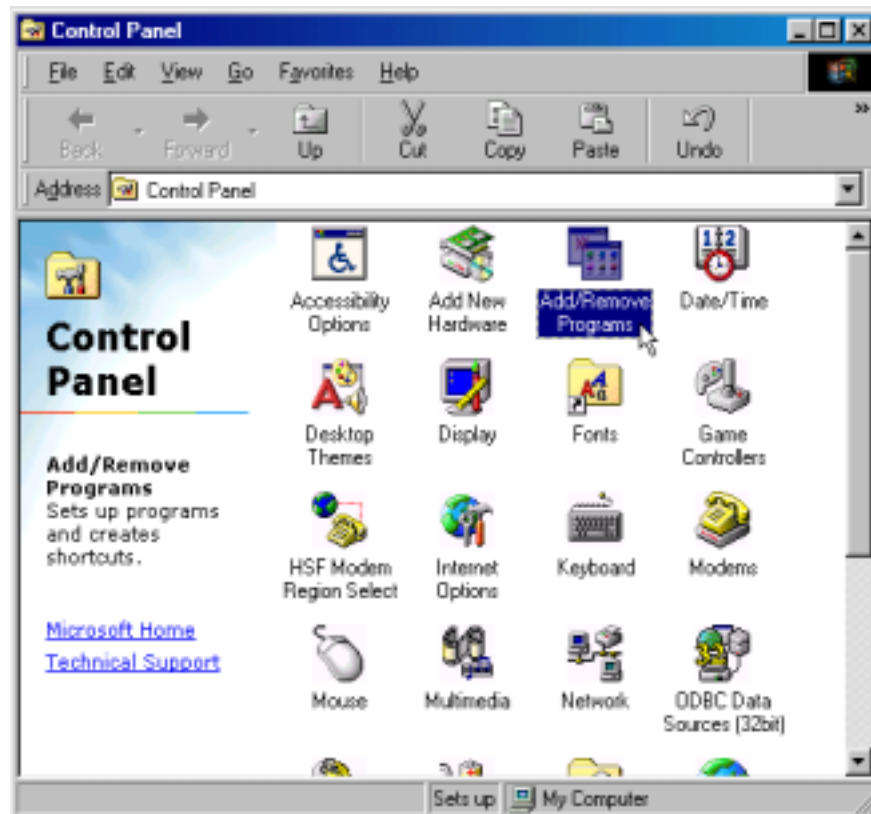 Control Panel
File Edit View Go Favorites Help
Back Forward Up Cut Copy Paste Undo »
Address Control Panel
Control
Panel
Add/Remove
Programs
Sets up programs
and creates
shortcuts.
Microsoft Home
Technical Support
Accessibility
Options
Add New
Hardware
Add/Remove
Programs
Date/Time
Desktop
Themes
Display
Fonts
Game
Controllers
HSF Modem
Region Select
Internet
Options
Keyboard
Modems
Mouse
Multimedia
Network
ODBC Data
Sources (32bit)
Sets up My Computer